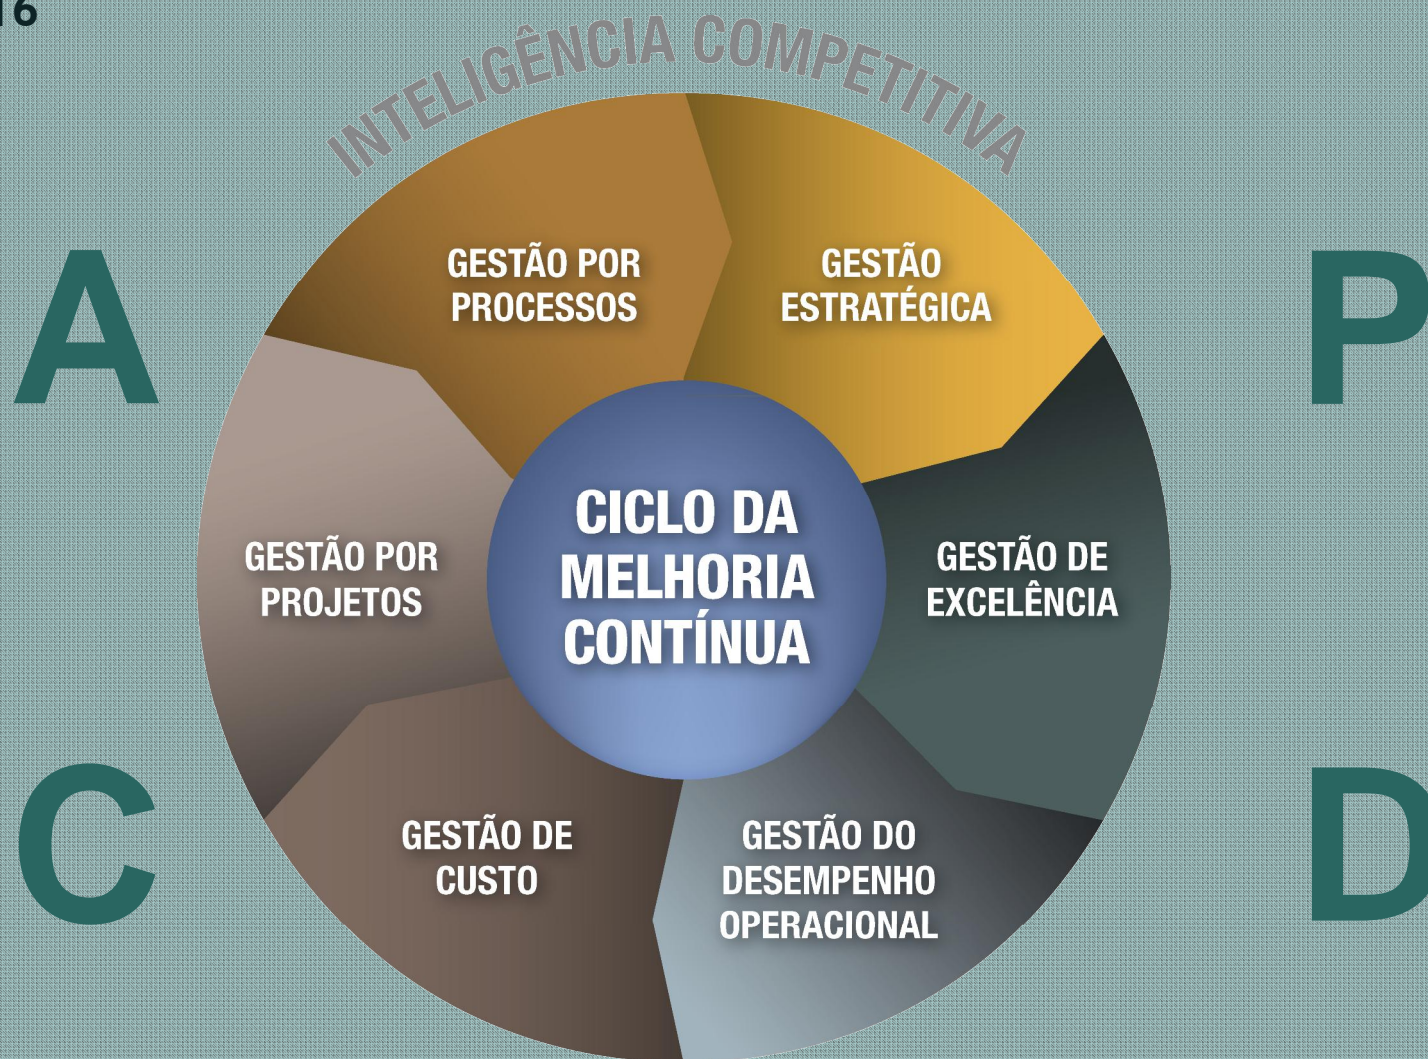 16
INTELIGÊNCIA COMPETITIVA
A
P
GESTÃO POR
PROCESSOS
GESTÃO
ESTRATÉGICA
CICLO DA
MELHORIA
CONTÍNUA
GESTÃO POR
PROJETOS
GESTÃO DE
EXCELÊNCIA
C
D
GESTÃO DE
CUSTO
GESTÃO DO
DESEMPENHO
OPERACIONAL